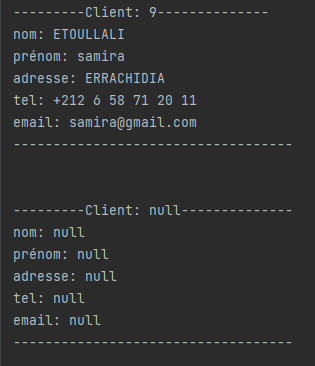 ---------Client: 9--------------
nom: ETOULLALI
prénom: samira
adresse: ERRACHIDIA
tel: +212 6 58 71 20 11
email: samira@gmail.com
-----------------------------------
---------Client: null--------------
nom: null
prénom: null
adresse: null
tel: null
email: null
-----------------------------------